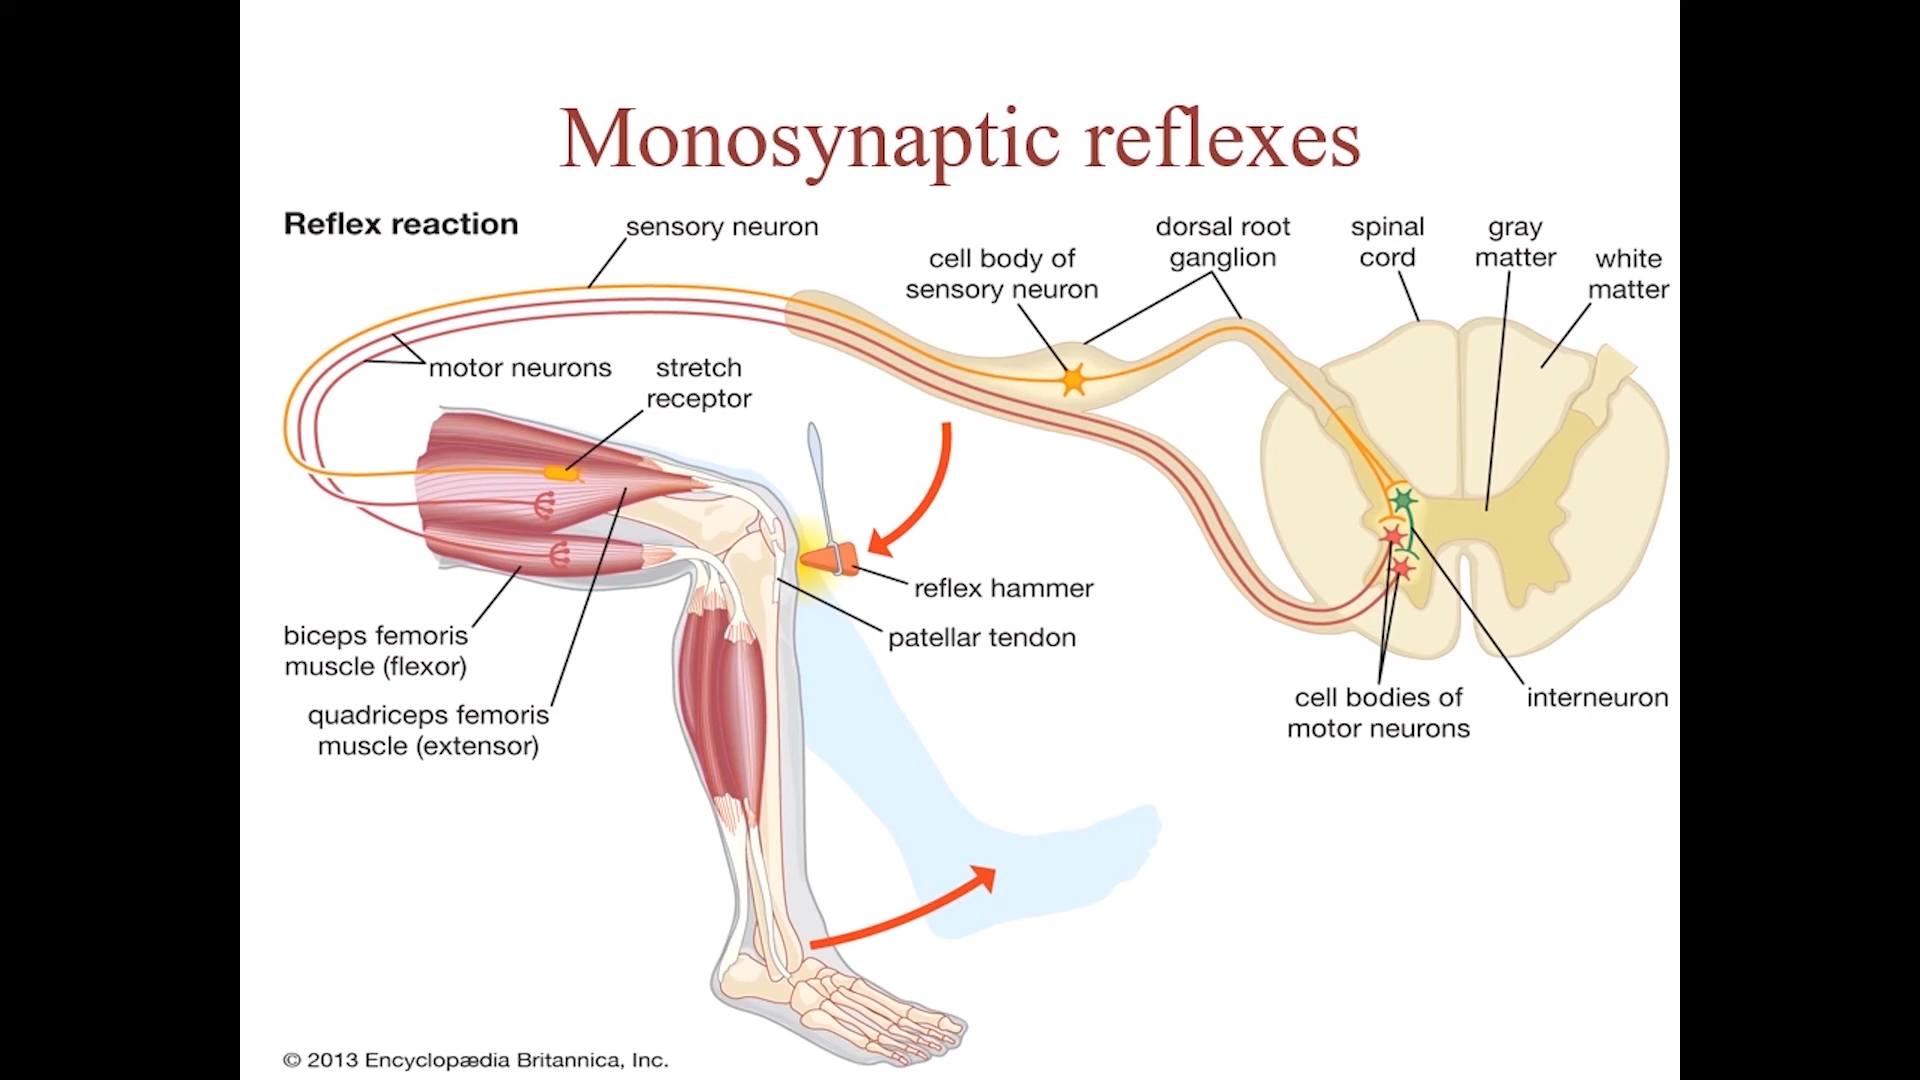 Monosynaptic reflexes
Reflex reaction
sensory neuron
cell body of
sensory neuron
dorsal root
ganglion
spinal
cord
gray
matter
white
matter
motor neurons
stretch
receptor
reflex hammer
patellar tendon
biceps femoris
muscle (flexor)
quadriceps femoris
muscle (extensor)
cell bodies of
motor neurons
interneuron
© 2013 Encyclopædia Britannica, Inc.